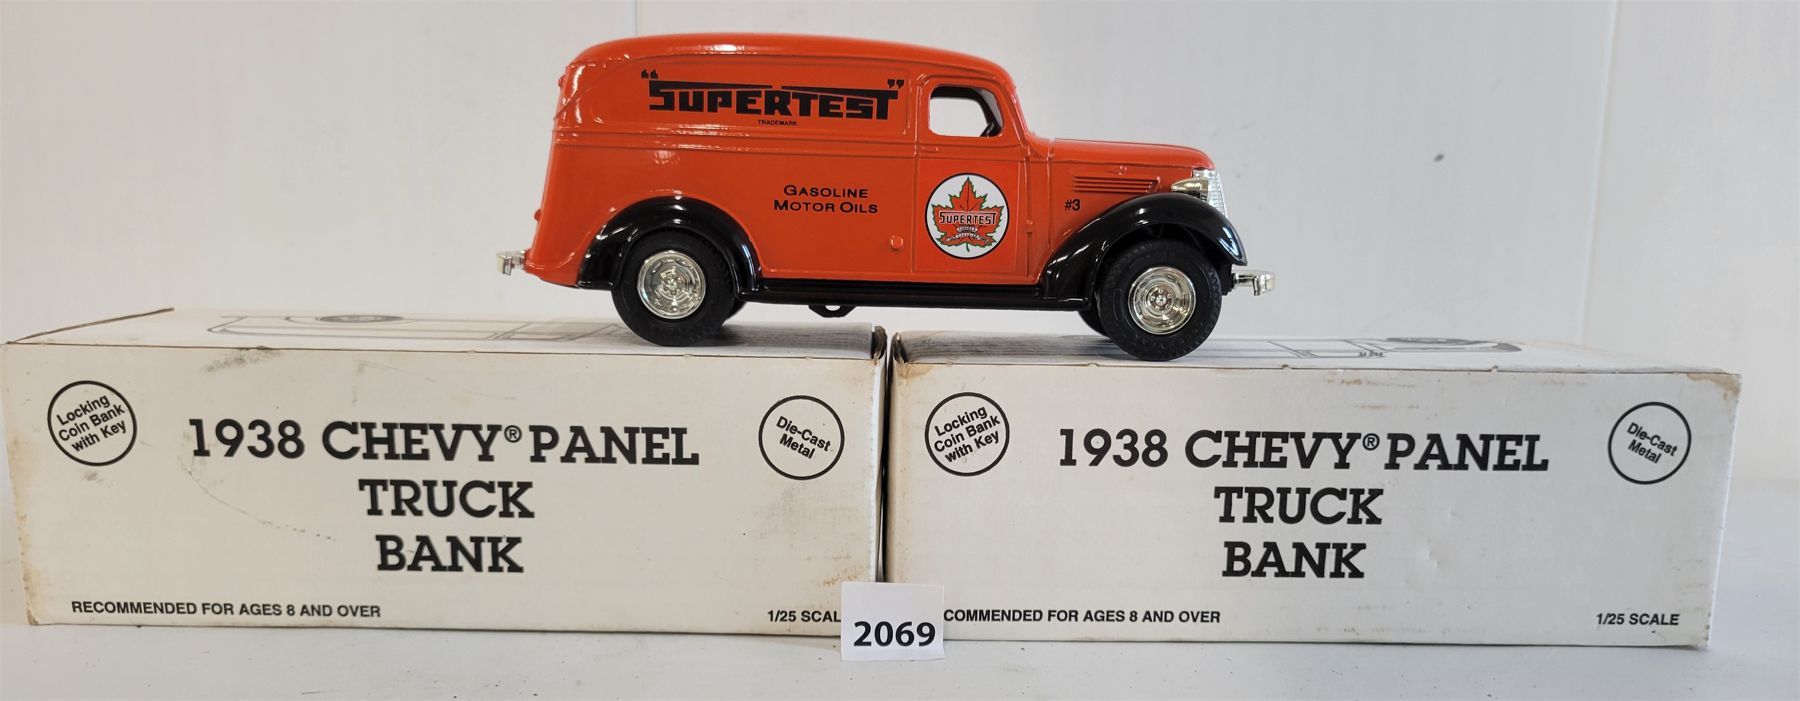 “SUPERTEST”
TRADEMARK
GASOLINE
MOTOR OILS
SUPERTEST
#3
Locking
Coin Bank
with Key
1938 CHEVY® PANEL
TRUCK
BANK
Die-Cast
Metal
RECOMMENDED FOR AGES 8 AND OVER
1/25 SCAL
2069
Locking
Coin Bank
with Key
1938 CHEVY® PANEL
TRUCK
BANK
Die-Cast
Metal
COMMENDED FOR AGES 8 AND OVER
1/25 SCALE